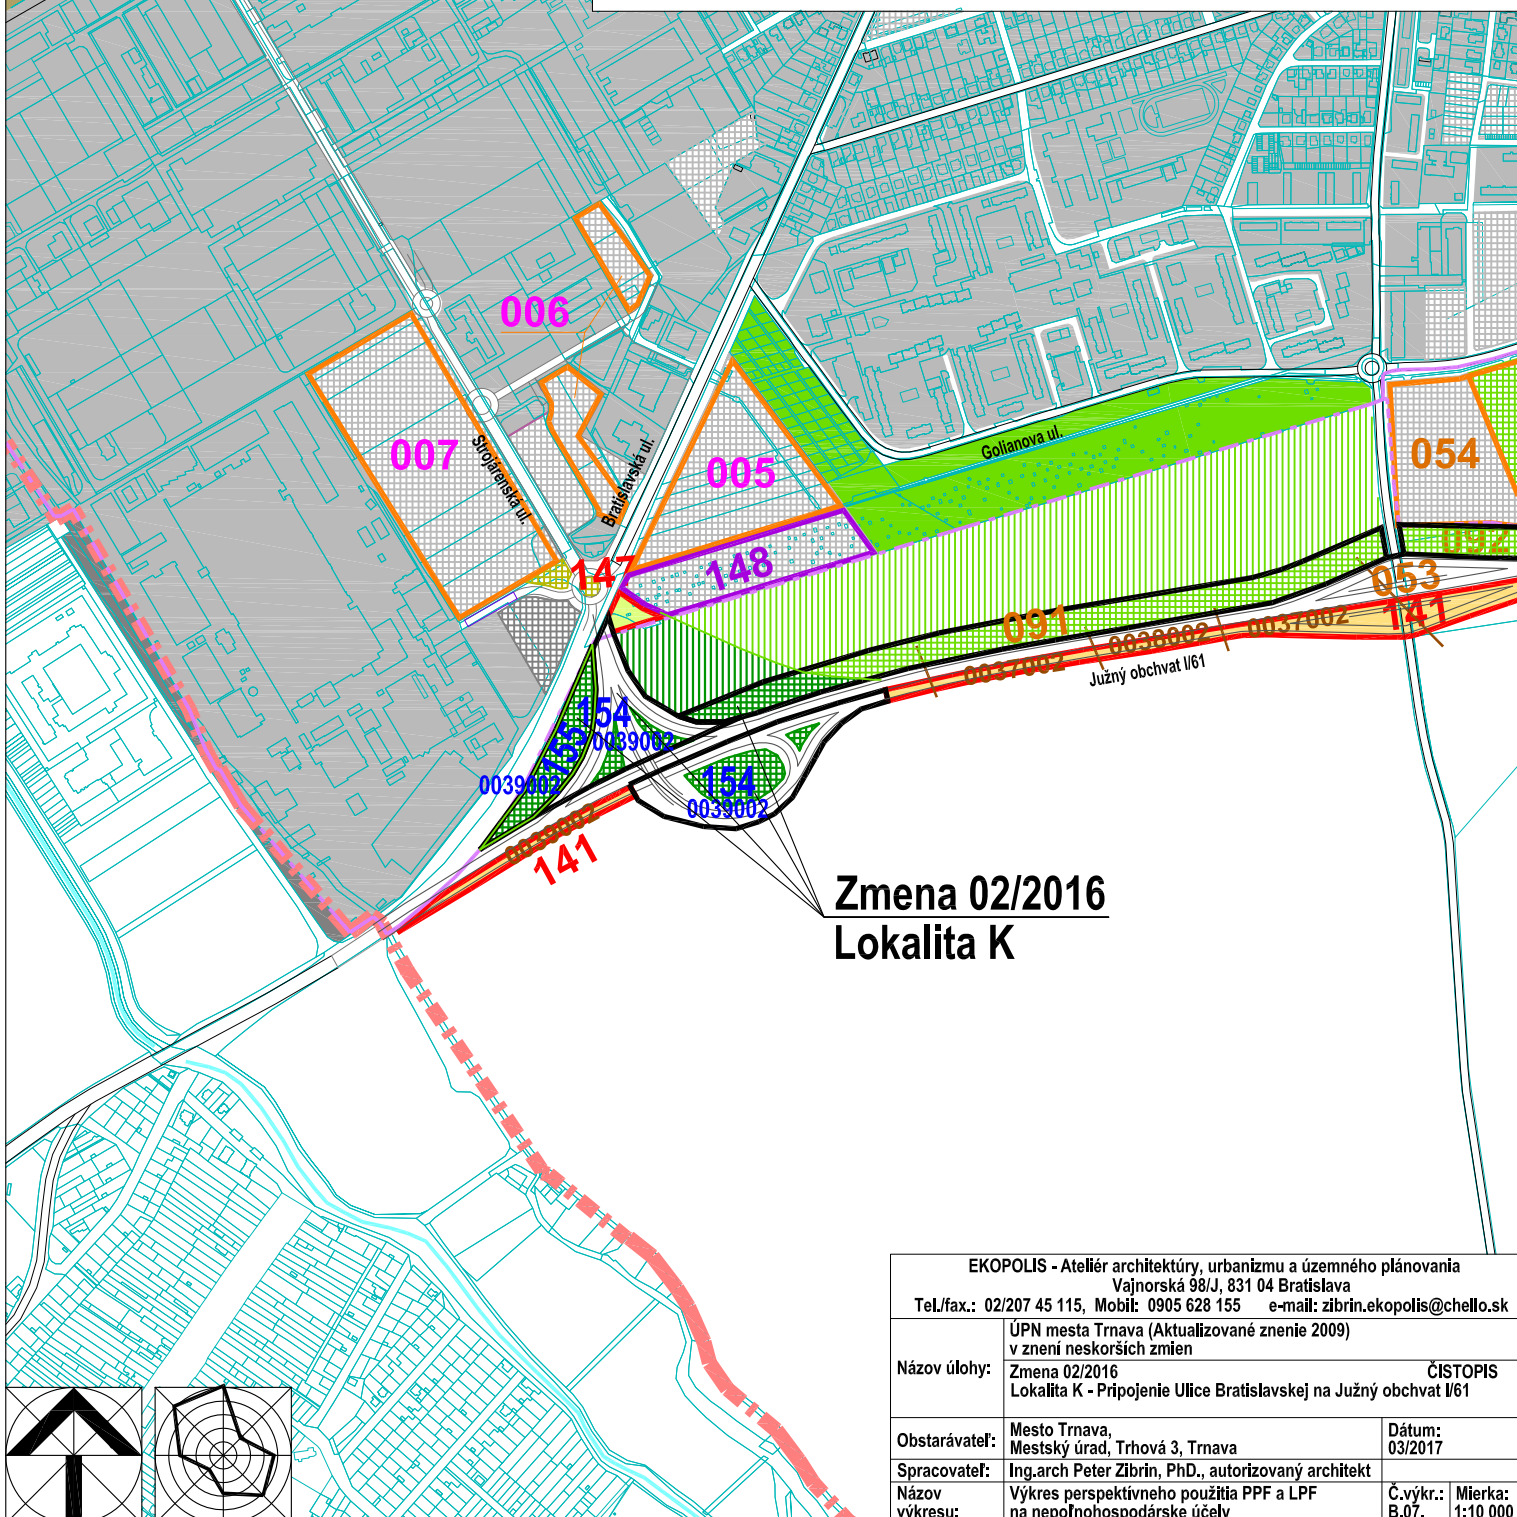 006
007
Strojárenská ul.
Bratislavská ul.
005
Golianova ul.
054
147
148
092
053
141
091
0037002
0038002
0037002
Južný obchvat I/61
154
0039002
155
0039002
154
0039002
0039002
141
Zmena 02/2016
Lokalita K
EKOPOLIS - Ateliér architektúry, urbanizmu a územného plánovania
Vajnorská 98/J, 831 04 Bratislava
Tel./fax.: 02/207 45 115, Mobil: 0905 628 155 e-mail: zibrin.ekopolis@chello.sk
Názov úlohy:
ÚPN mesta Trnava (Aktualizované znenie 2009)
v znení neskorších zmien
Zmena 02/2016 ČISTOPIS
Lokalita K - Pripojenie Ulice Bratislavskej na Južný obchvat I/61
Obstarávateľ:
Mesto Trnava,
Mestský úrad, Trhová 3, Trnava
Dátum:
03/2017
Spracovateľ: Ing.arch Peter Zibrin, PhD., autorizovaný architekt
Názov
výkresu:
Výkres perspektívneho použitia PPF a LPF
na nepoľnohospodárske účely
Č.výkr.:
B.07.
Mierka:
1:10 000